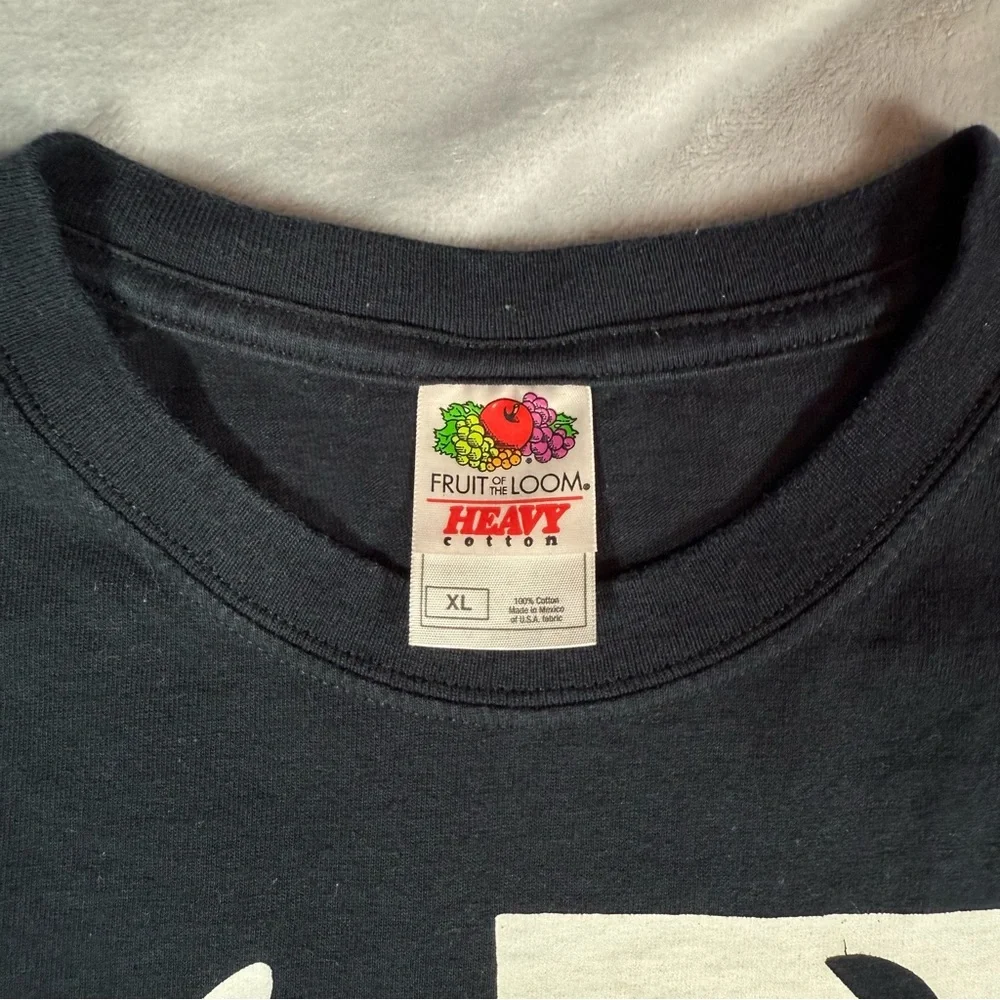 FRUIT OF THE LOOM®
HEAVY
cotton
XL
100% Cotton
Made in Mexico
of U.S.A. fabric